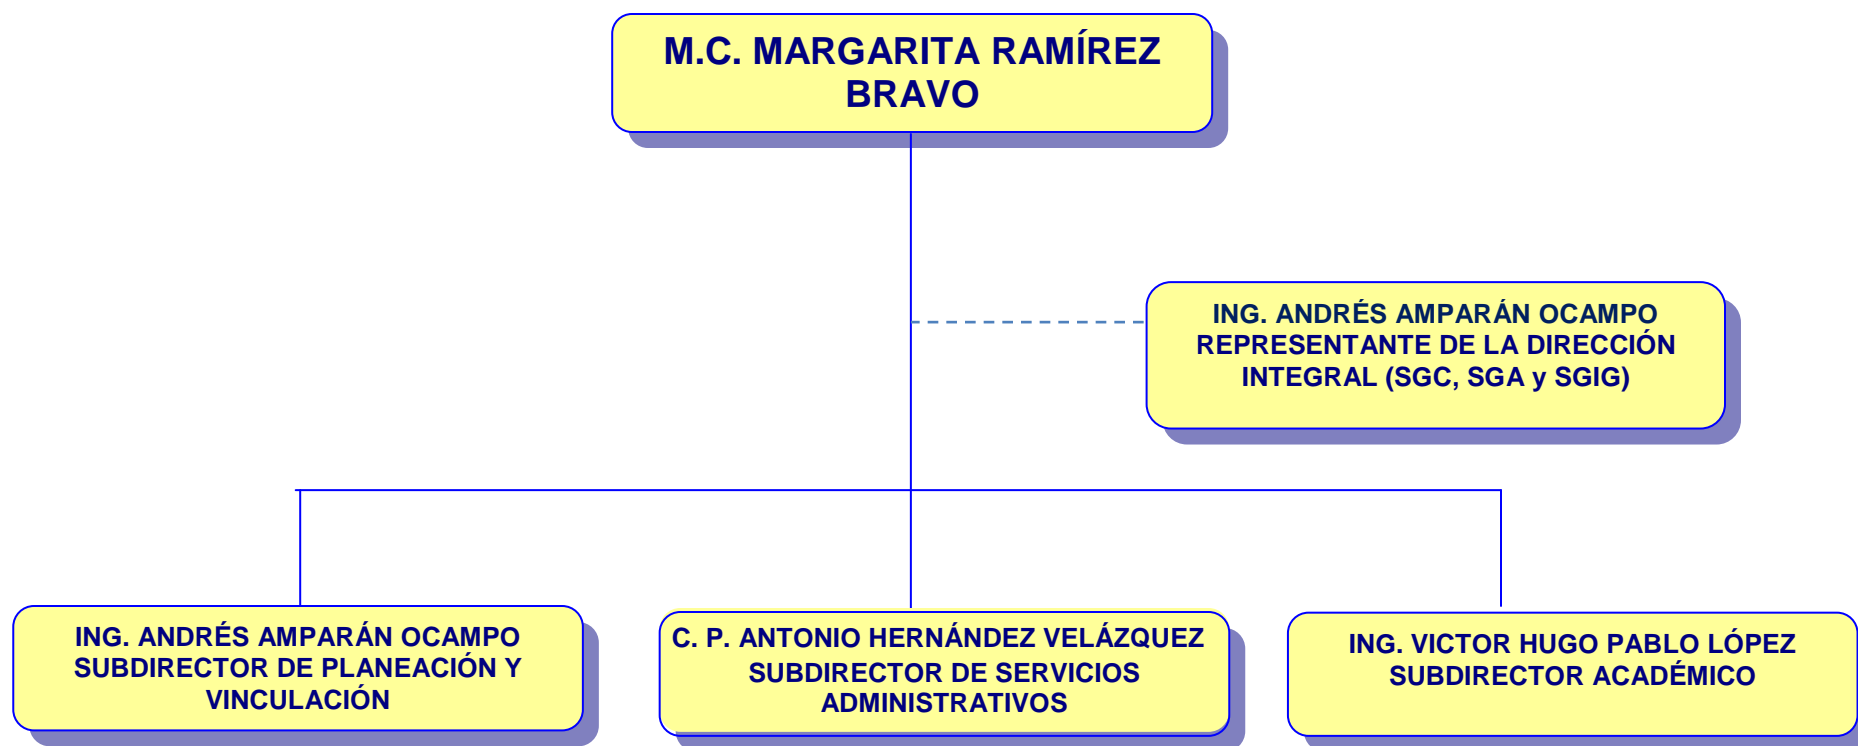 M.C. MARGARITA RAMÍREZ
BRAVO
ING. ANDRÉS AMPARÁN OCAMPO
REPRESENTANTE DE LA DIRECCIÓN
INTEGRAL (SGC, SGA y SGIG)
ING. ANDRÉS AMPARÁN OCAMPO
SUBDIRECTOR DE PLANEACIÓN Y
VINCULACIÓN
C. P. ANTONIO HERNÁNDEZ VELÁZQUEZ
SUBDIRECTOR DE SERVICIOS
ADMINISTRATIVOS
ING. VICTOR HUGO PABLO LÓPEZ
SUBDIRECTOR ACADÉMICO